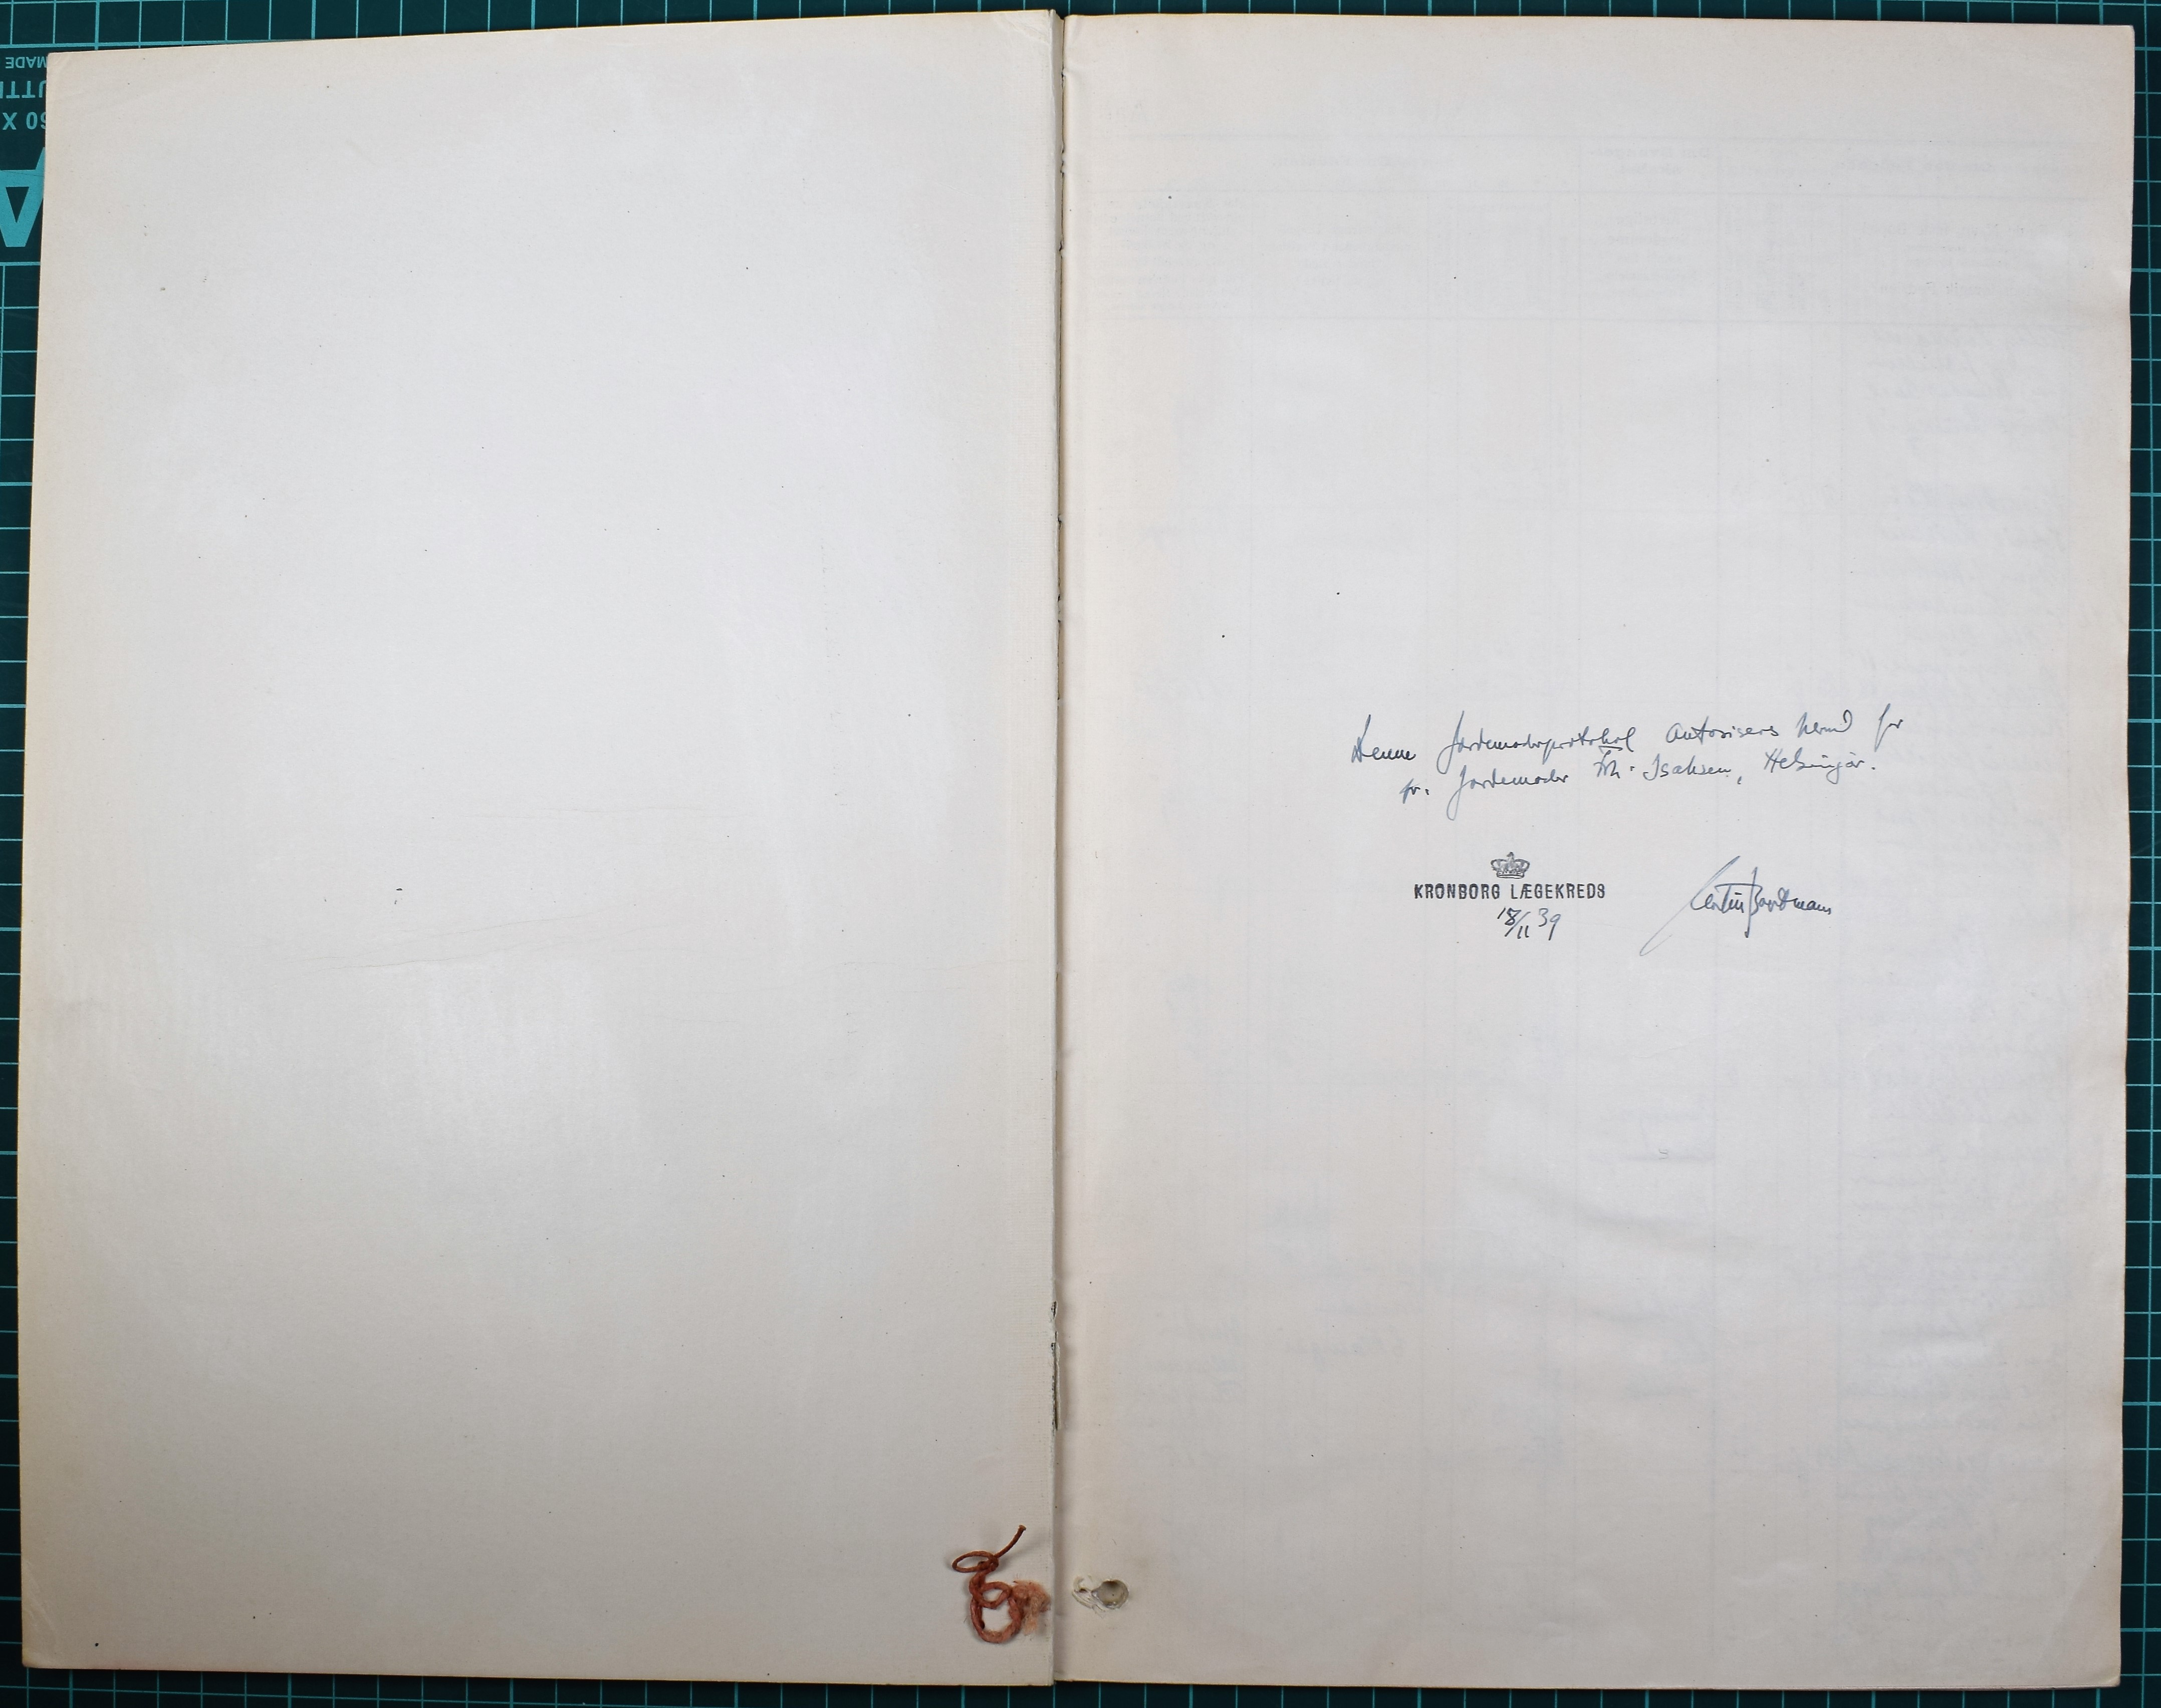 Denne Jordemoderprotokol autoriseres herved for
fr. Jordemoder Isaksen, Helsingør.
KRONBORG LÆGEKREDS
18/11 39